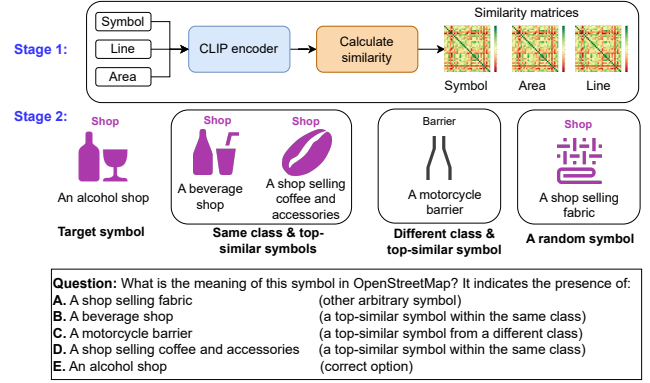 Similarity matrices
Stage 1:
Symbol
Line
Area
CLIP encoder
Calculate
similarity
Symbol
Area
Line
Stage 2:
Shop
An alcohol shop
Target symbol
Shop
A beverage
shop
Shop
A shop selling
coffee and
accessories
Same class & top-
similar symbols
Barrier
A motorcycle
barrier
Different class &
top-similar symbol
Shop
A shop selling
fabric
A random symbol
Question: What is the meaning of this symbol in OpenStreetMap? It indicates the presence of:
A. A shop selling fabric (other arbitrary symbol)
B. A beverage shop (a top-similar symbol within the same class)
C. A motorcycle barrier (a top-similar symbol from a different class)
D. A shop selling coffee and accessories (a top-similar symbol within the same class)
E. An alcohol shop (correct option)